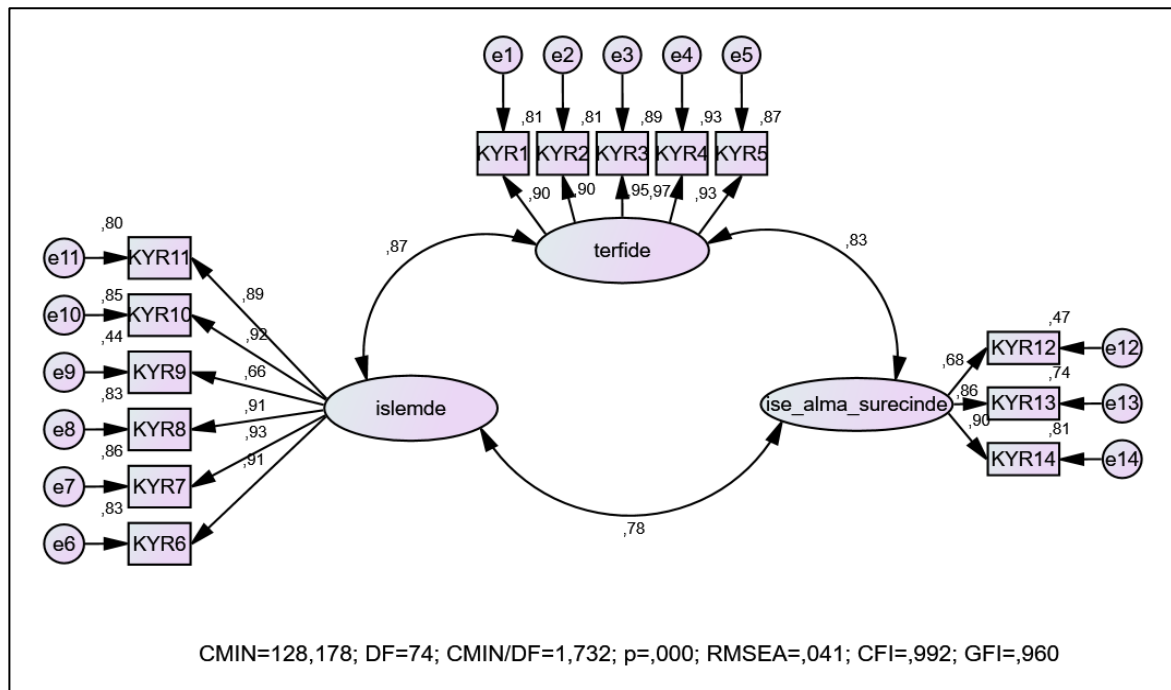 e1 e2 e3 e4 e5
,81 ,81 ,89 ,93 ,87
KYR1 KYR2 KYR3 KYR4 KYR5
,90 ,90 ,95 ,97 ,93
terfide
,87 ,83
,80
e11 KYR11
,89
,85
e10 KYR10
,92
,44
e9 KYR9
,66
,83
e8 KYR8
,91
,86
e7 KYR7
,93
,83
e6 KYR6
,91
islemde
ise_alma_surecinde
,47
,68 KYR12 e12
,74
,86 KYR13 e13
,81
,90 KYR14 e14
,78
CMIN=128,178; DF=74; CMIN/DF=1,732; p=,000; RMSEA=,041; CFI=,992; GFI=,960